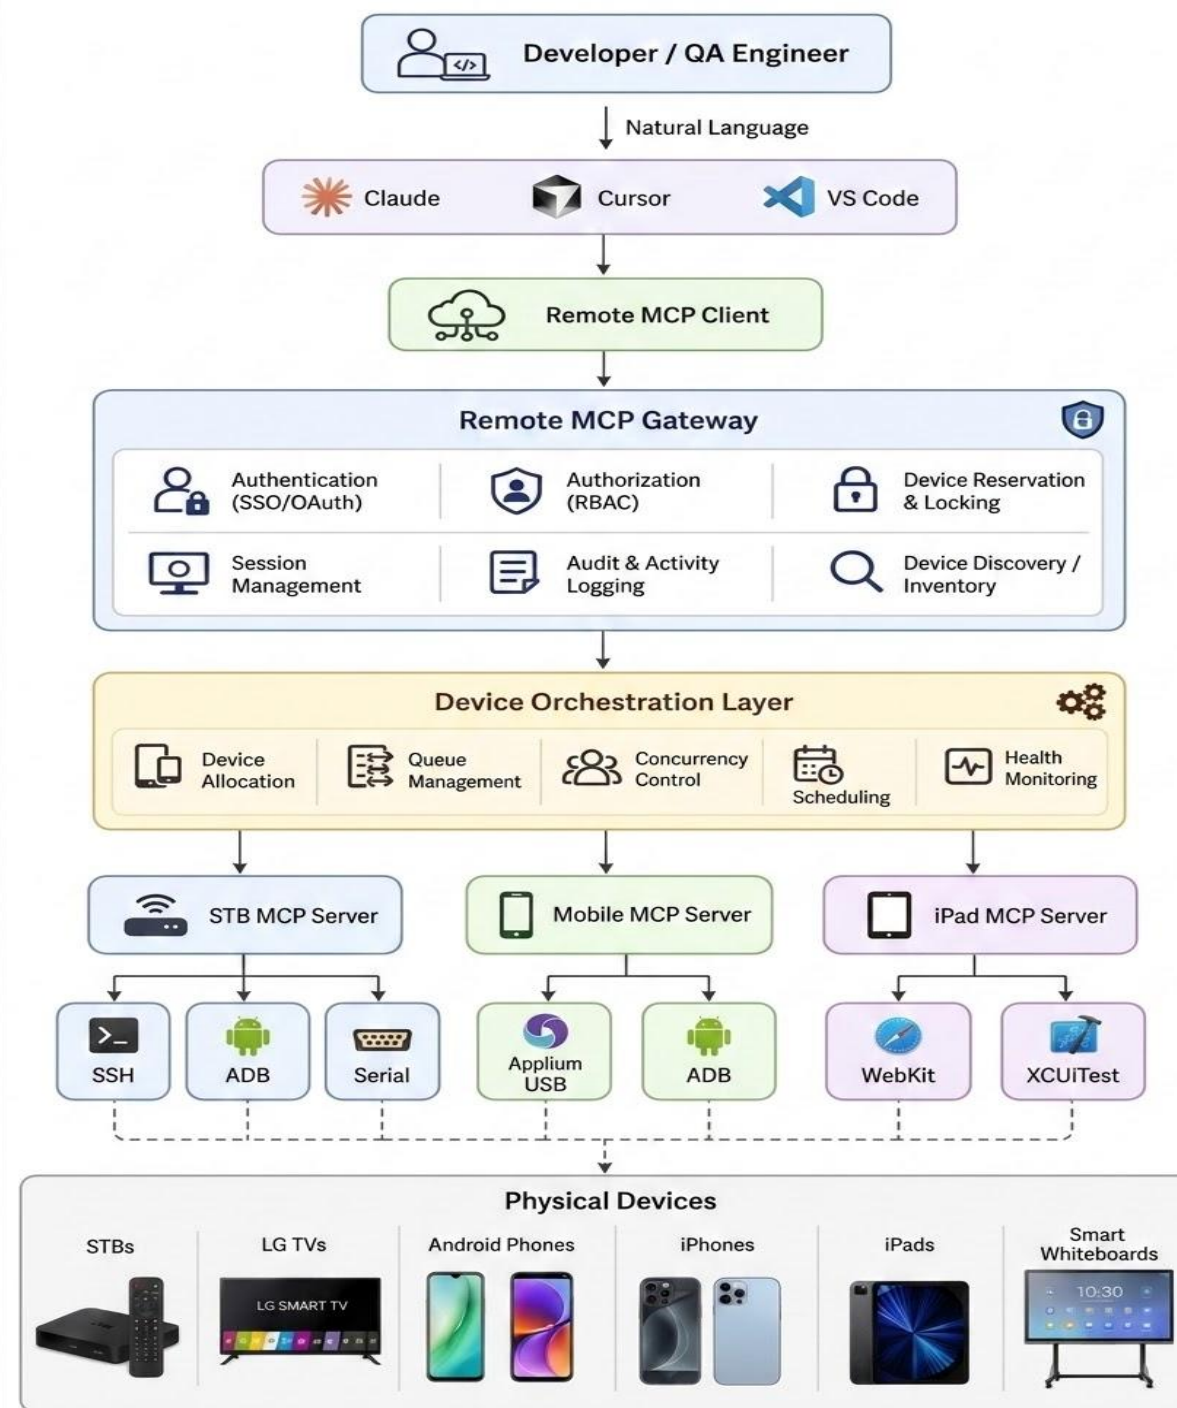 Developer / QA Engineer
Natural Language
Claude
Cursor
VS Code
Remote MCP Client
Remote MCP Gateway
Authentication
(SSO/OAuth)
Authorization
(RBAC)
Device Reservation
& Locking
Session
Management
Audit & Activity
Logging
Device Discovery /
Inventory
Device Orchestration Layer
Device
Allocation
Queue
Management
Concurrency
Control
Scheduling
Health
Monitoring
STB MCP Server
Mobile MCP Server
iPad MCP Server
SSH
ADB
Serial
Applium
USB
ADB
WebKit
XCUiTest
Physical Devices
STBs
LG TVs
Android Phones
iPhones
iPads
Smart
Whiteboards
LG SMART TV
10:30